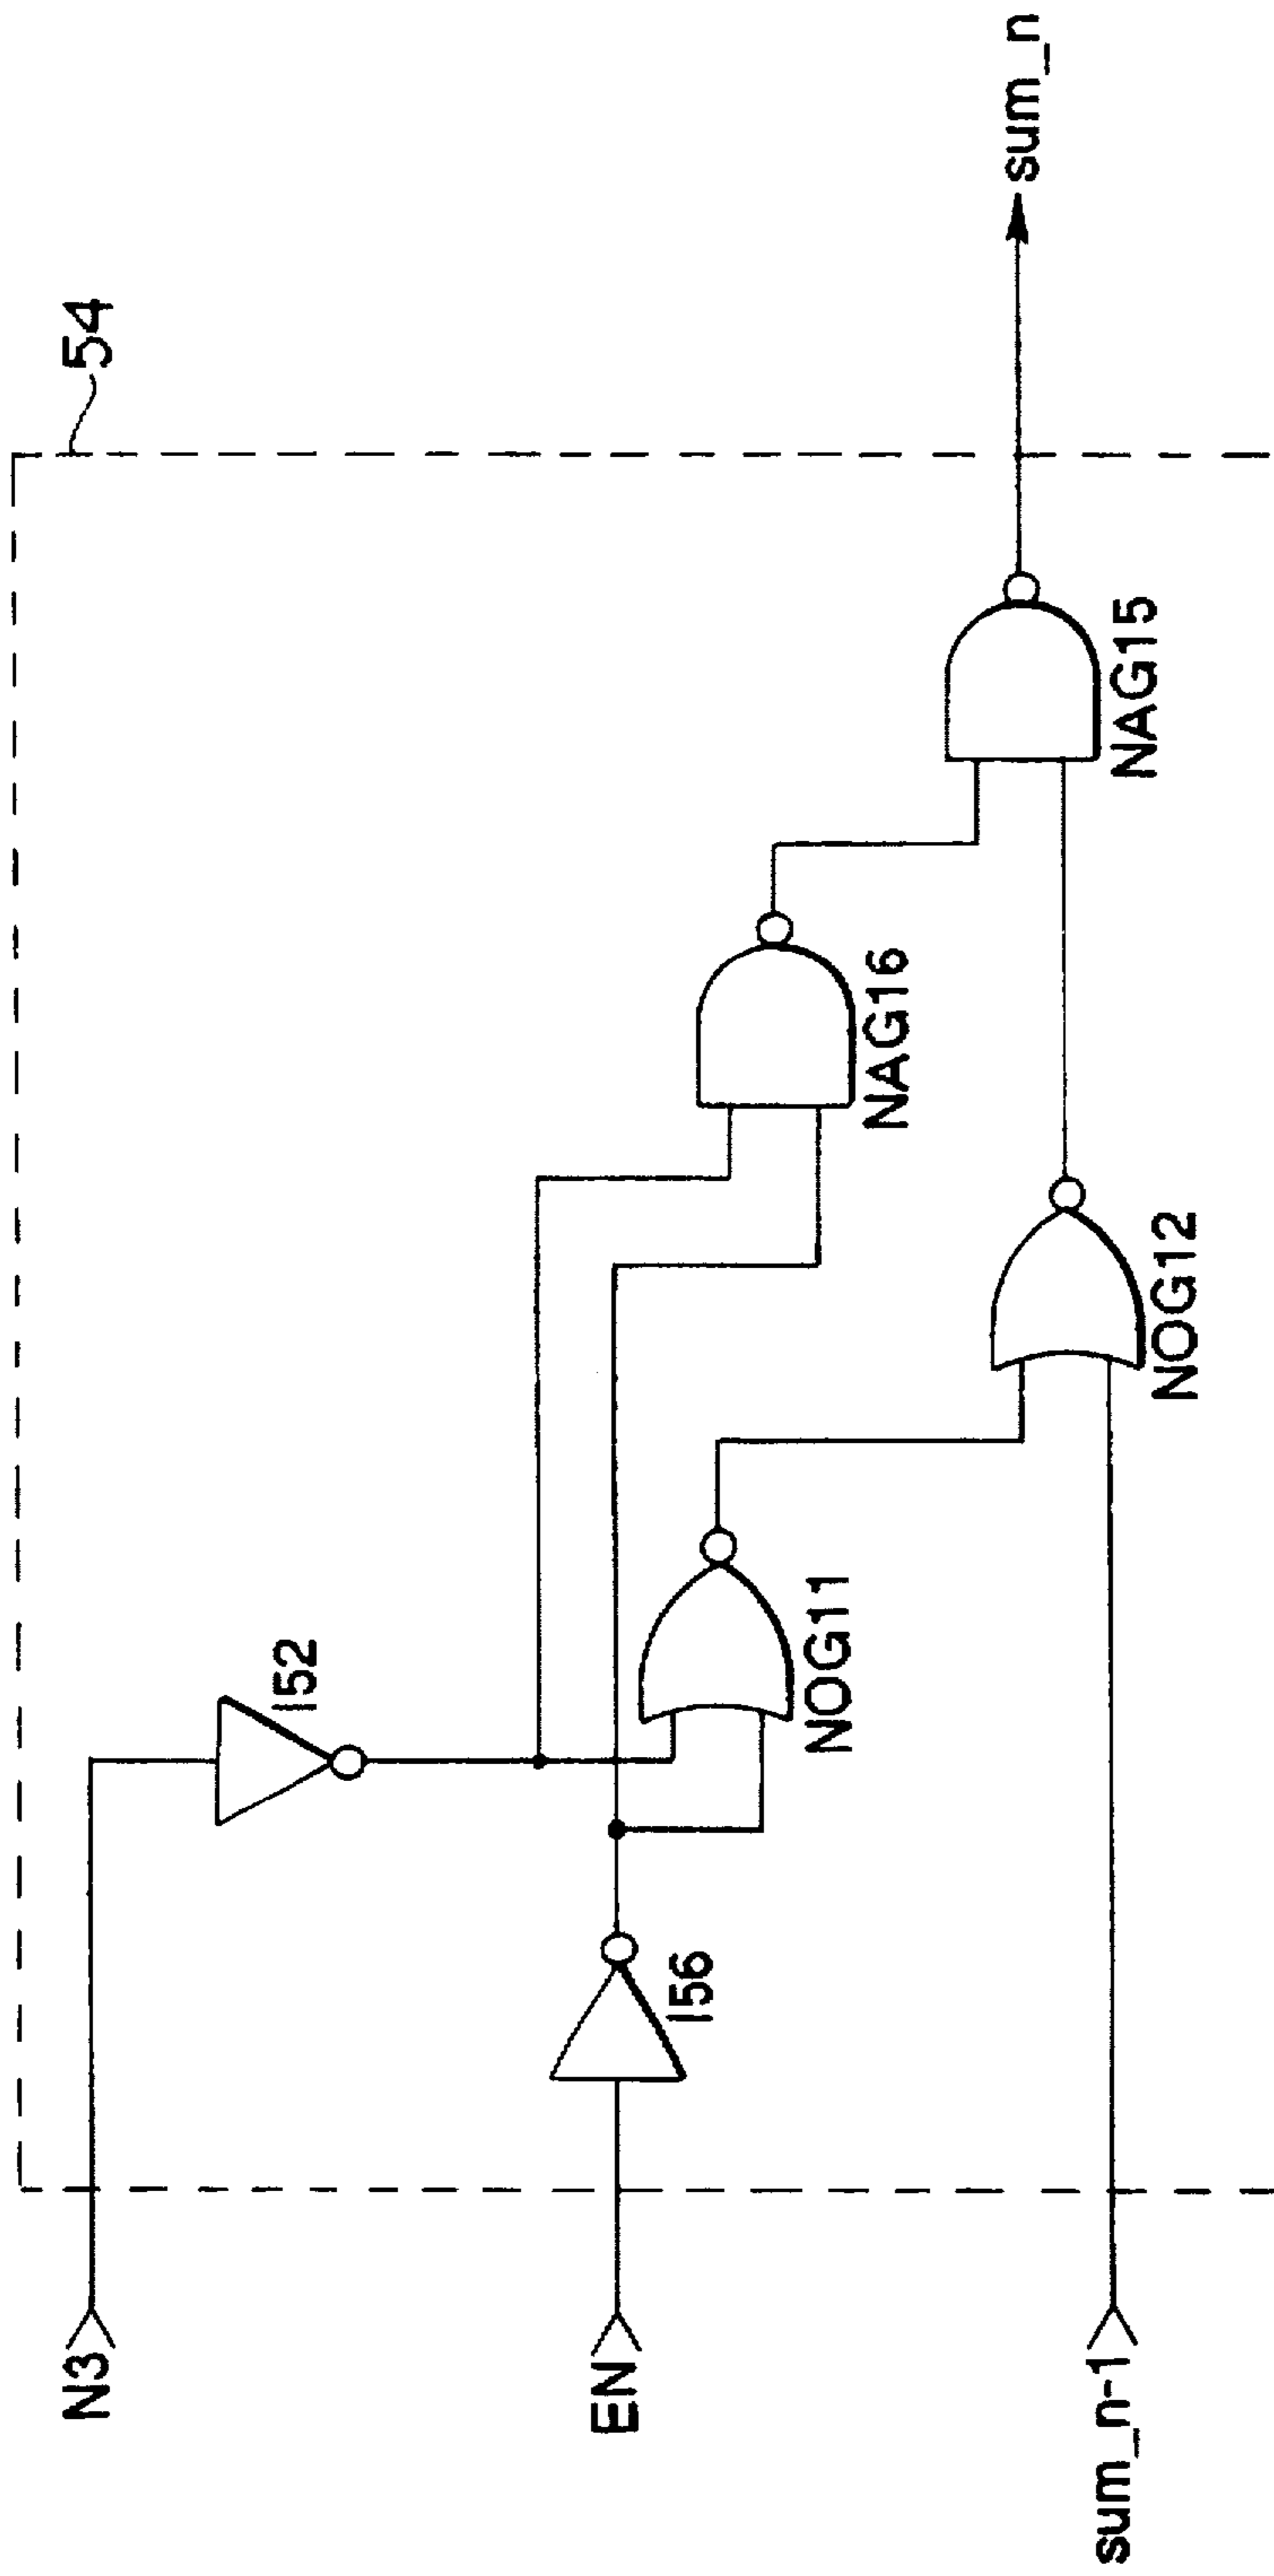 54
N3
I52
EN
I56
NOG11
NAG16
sum_n-1
NOG12
NAG15
sum_n